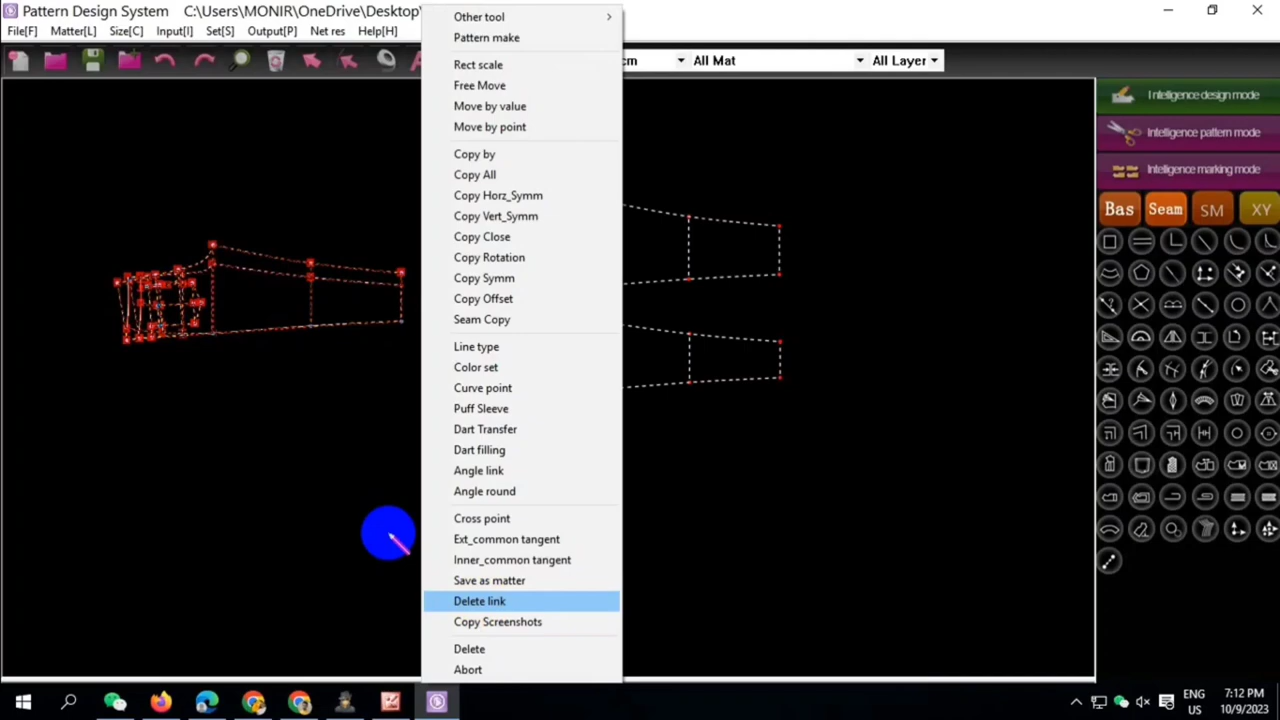 Pattern Design System C:\Users\MONIR\OneDrive\Desktop\
File[F] Matter[L] Size[C] Input[I] Set[S] Output[P] Net res Help[H]
cm All Mat All Layer
Other tool
Pattern make
Rect scale
Free Move
Move by value
Move by point
Copy by
Copy All
Copy Horz_Symm
Copy Vert_Symm
Copy Close
Copy Rotation
Copy Symm
Copy Offset
Seam Copy
Line type
Color set
Curve point
Puff Sleeve
Dart Transfer
Dart filling
Angle link
Angle round
Cross point
Ext_common tangent
Inner_common tangent
Save as matter
Delete link
Copy Screenshots
Delete
Abort
Intelligence design mode
Intelligence pattern mode
Intelligence marking mode
Bas Seam SM XY
ENG
US
7:12 PM
10/9/2023